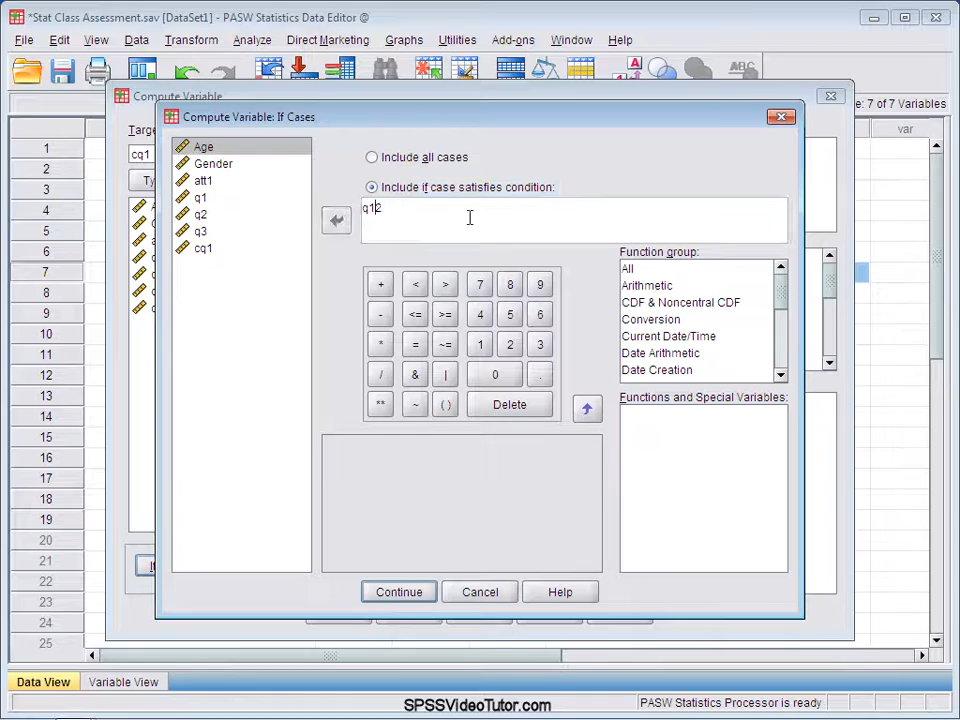 *Stat Class Assessment.sav [DataSet1] - PASW Statistics Data Editor @
File Edit View Data Transform Analyze Direct Marketing Graphs Utilities Add-ons Window Help
A
ABC
Compute Variable
e: 7 of 7 Variables
Compute Variable: If Cases
Targe
var
cq1
Ty
Age
Gender
att1
q1
q2
q3
cq1
Include all cases
Include if case satisfies condition:
q12
Function group:
All
Arithmetic
CDF & Noncentral CDF
Conversion
Current Date/Time
Date Arithmetic
Date Creation
+ < > 7 8 9
- <= >= 4 5 6
* = ~= 1 2 3
/ & | 0 .
** ~ ( ) Delete
Functions and Special Variables:
Continue Cancel Help
1
2
3
4
5
6
7
8
9
10
11
12
13
14
15
16
17
18
19
20
21
22
23
24
25
Data View Variable View
PASW Statistics Processor is ready
SPSSVideoTutor.com